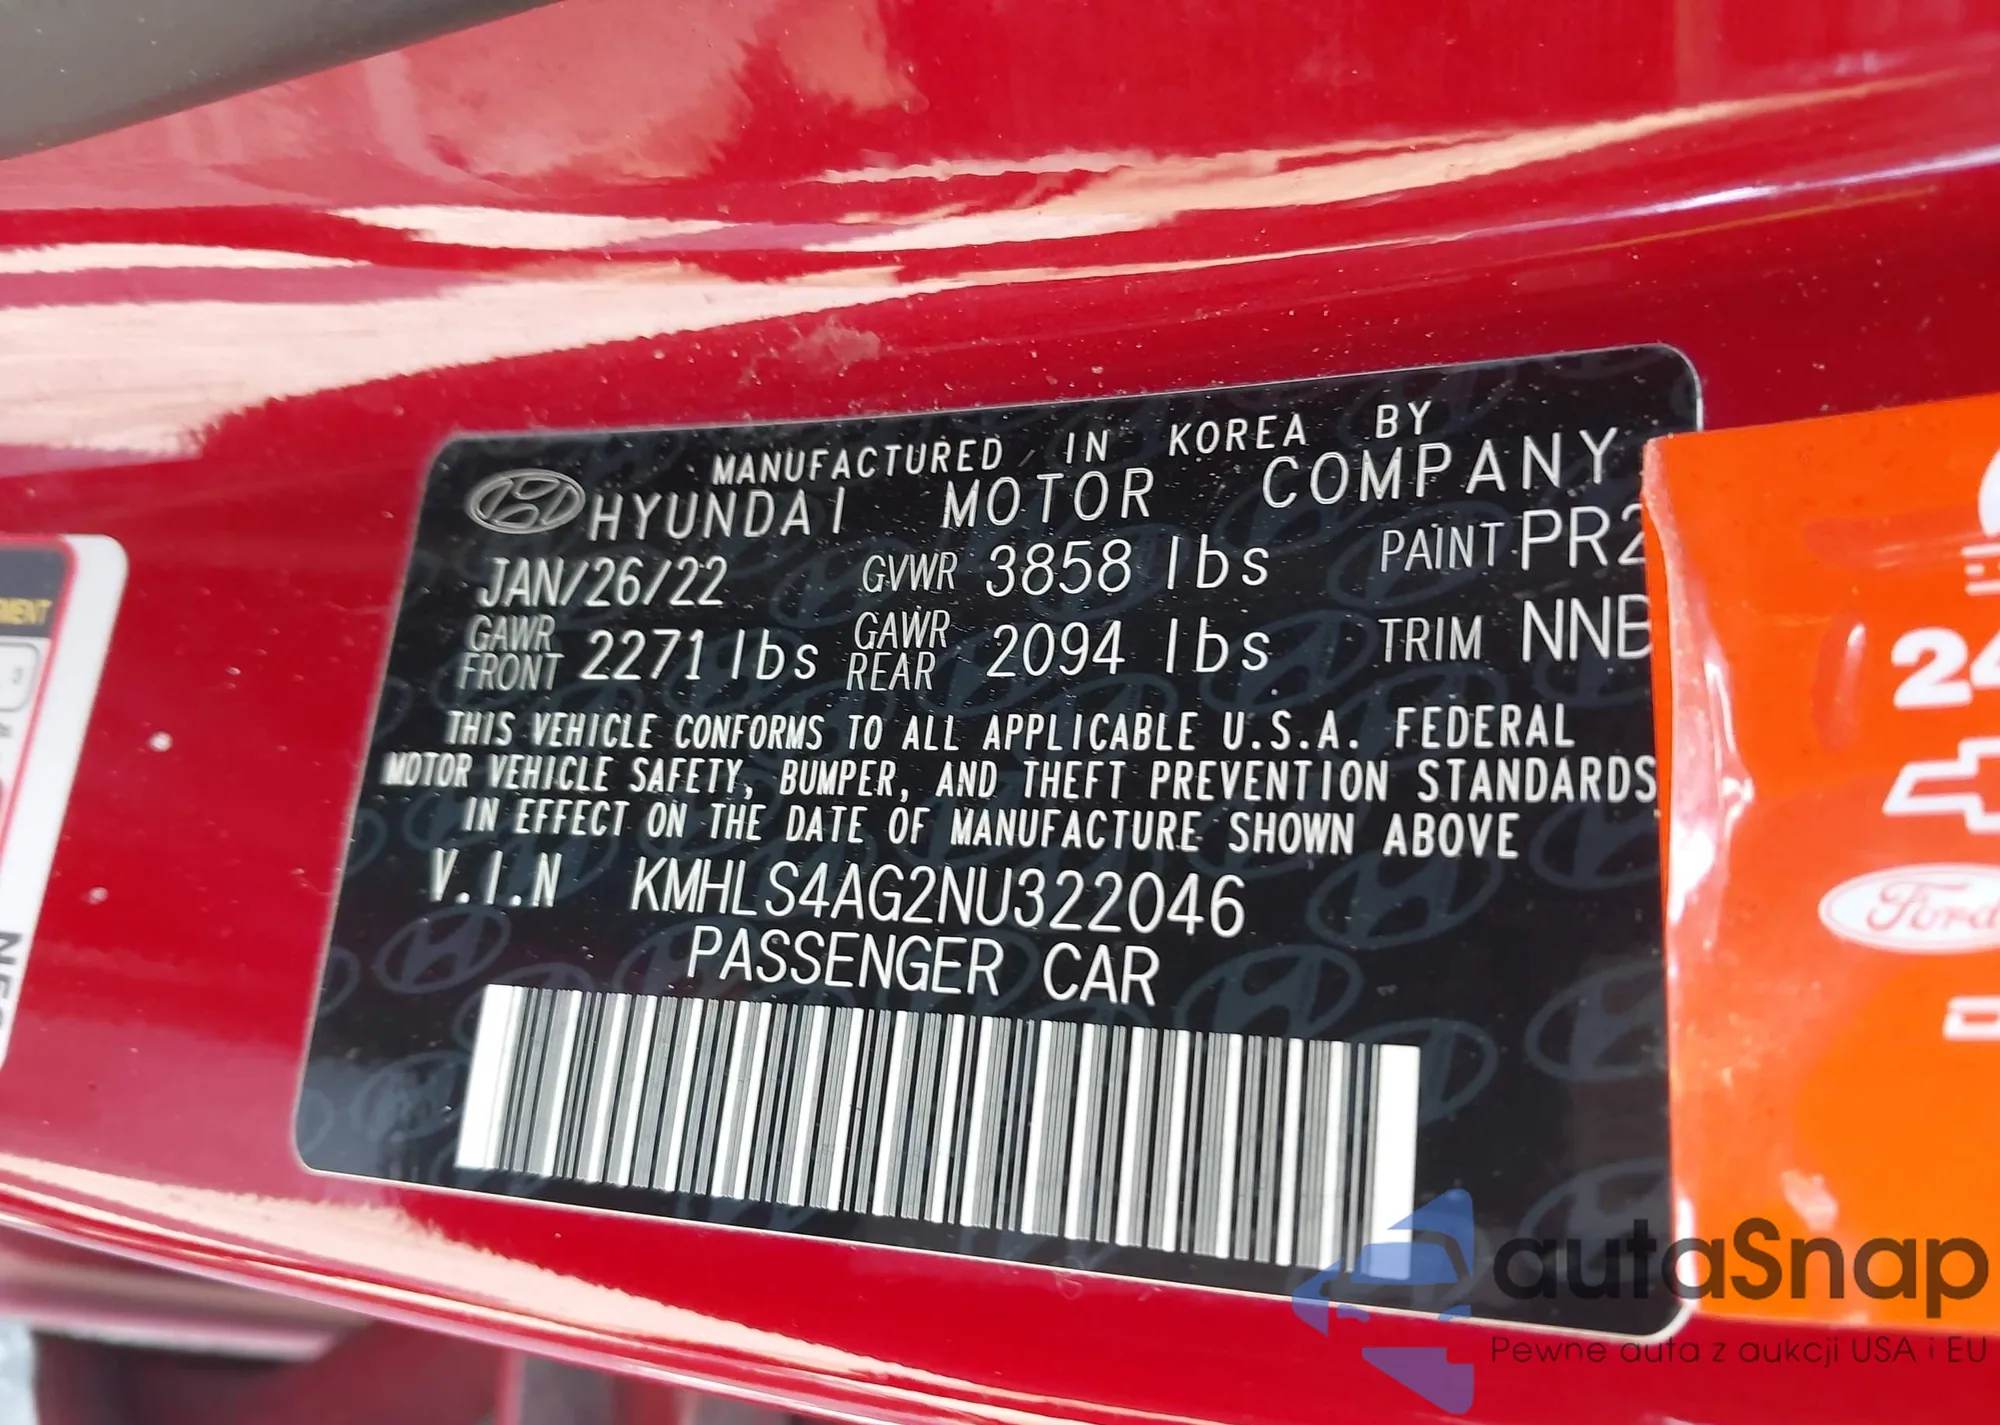 MANUFACTURED IN KOREA BY
HYUNDAI MOTOR COMPANY
JAN/26/22 GVWR 3858 lbs PAINT PR2
GAWR FRONT 2271 lbs GAWR REAR 2094 lbs TRIM NNB
THIS VEHICLE CONFORMS TO ALL APPLICABLE U.S.A. FEDERAL
MOTOR VEHICLE SAFETY, BUMPER, AND THEFT PREVENTION STANDARDS
IN EFFECT ON THE DATE OF MANUFACTURE SHOWN ABOVE
V.I.N KMHLS4AG2NU322046
PASSENGER CAR
24
Ford
autaSnap
Pewne auta z aukcji USA i EU